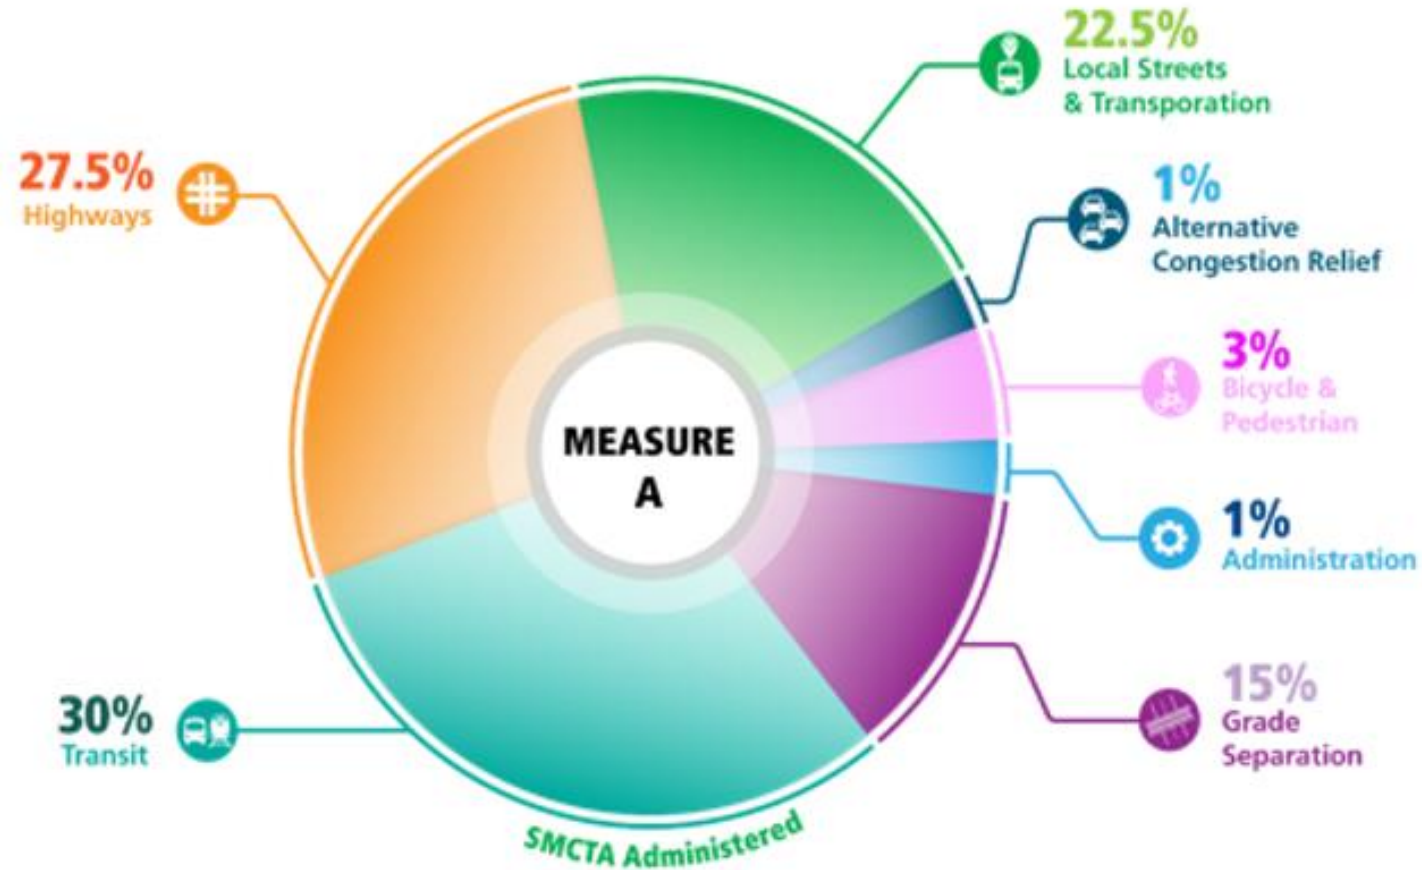 22.5%
Local Streets
& Transporation
27.5%
Highways
1%
Alternative
Congestion Relief
3%
Bicycle &
Pedestrian
MEASURE
A
1%
Administration
30%
Transit
15%
Grade
Separation
SMCTA Administered